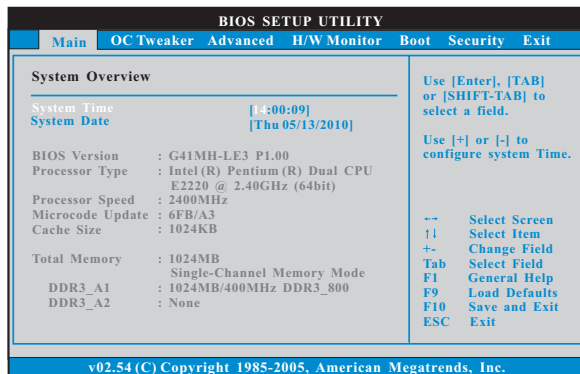 BIOS SETUP UTILITY
Main OC Tweaker Advanced H/W Monitor Boot Security Exit
System Overview
System Time [14:00:09]
System Date [Thu 05/13/2010]
BIOS Version : G41MH-LE3 P1.00
Processor Type : Intel (R) Pentium (R) Dual CPU
E2220 @ 2.40GHz (64bit)
Processor Speed : 2400MHz
Microcode Update : 6FB/A3
Cache Size : 1024KB
Total Memory : 1024MB
Single-Channel Memory Mode
DDR3_A1 : 1024MB/400MHz DDR3_800
DDR3_A2 : None
Use [Enter], [TAB]
or [SHIFT-TAB] to
select a field.
Use [+] or [-] to
configure system Time.
←→ Select Screen
↑↓ Select Item
+- Change Field
Tab Select Field
F1 General Help
F9 Load Defaults
F10 Save and Exit
ESC Exit
v02.54 (C) Copyright 1985-2005, American Megatrends, Inc.